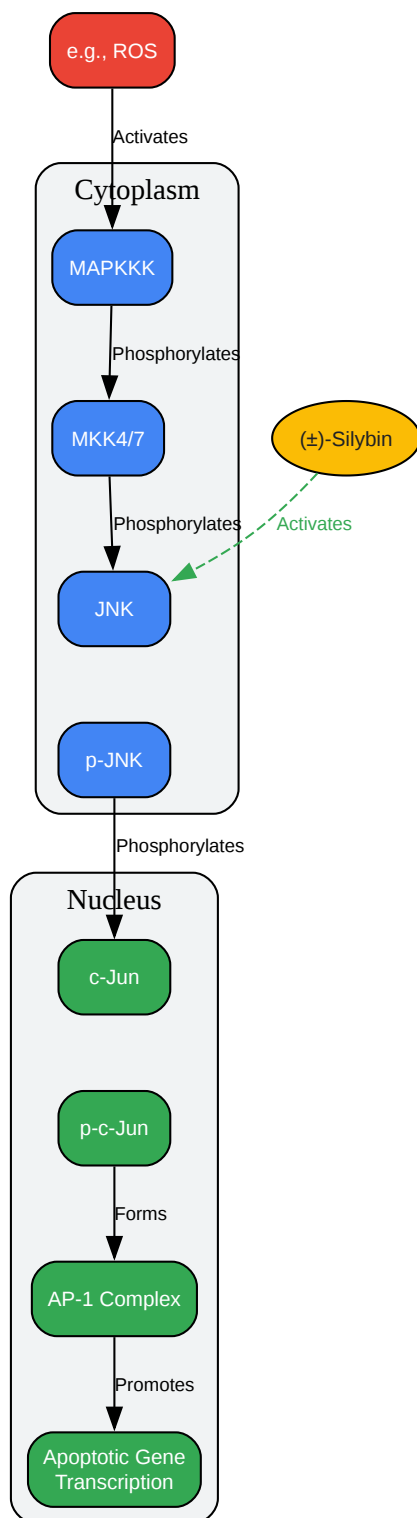 e.g., ROS
Activates
Cytoplasm
MAPKKK
Phosphorylates
MKK4/7
(±)-Silybin
Phosphorylates
Activates
JNK
p-JNK
Phosphorylates
Nucleus
c-Jun
p-c-Jun
Forms
AP-1 Complex
Promotes
Apoptotic Gene
Transcription